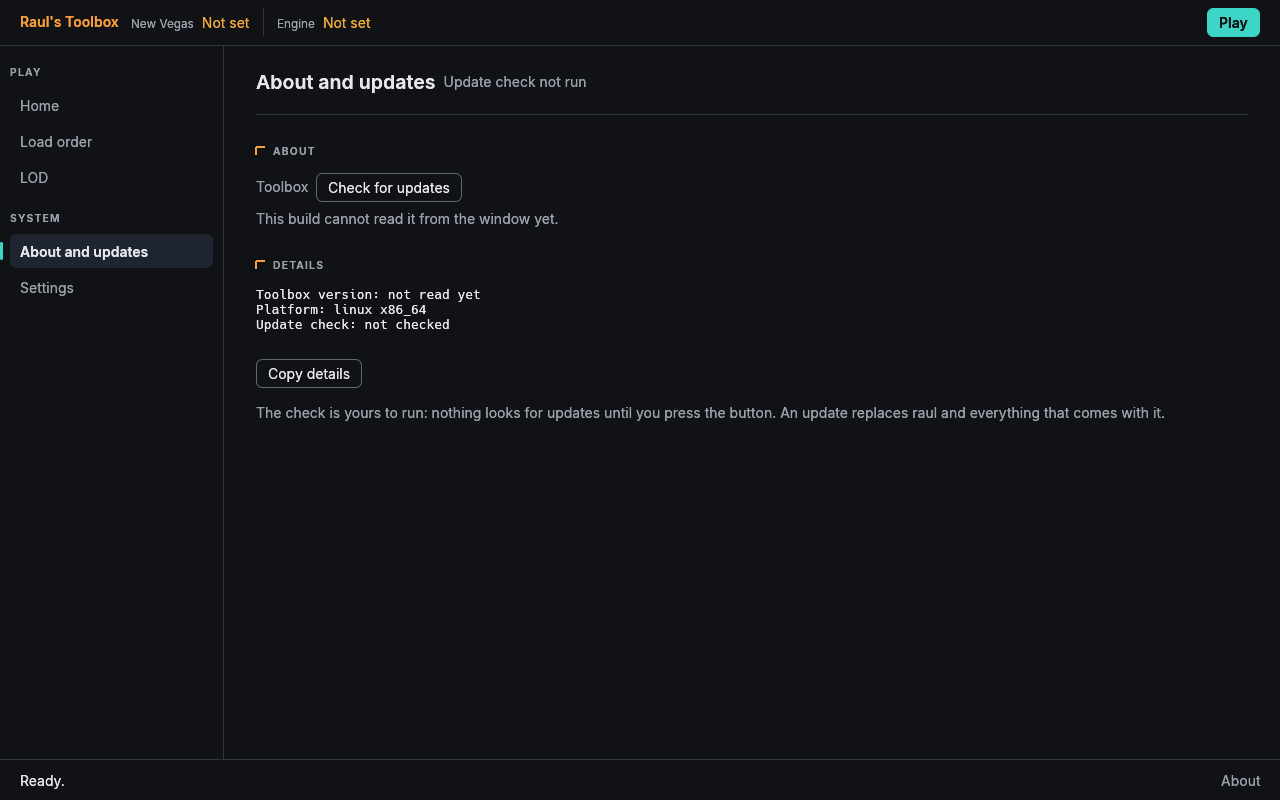 Raul's Toolbox New Vegas Not set Engine Not set Play
PLAY
Home
Load order
LOD
SYSTEM
About and updates
Settings
About and updates Update check not run
ABOUT
Toolbox Check for updates
This build cannot read it from the window yet.
DETAILS
Toolbox version: not read yet
Platform: linux x86_64
Update check: not checked
Copy details
The check is yours to run: nothing looks for updates until you press the button. An update replaces raul and everything that comes with it.
Ready. About